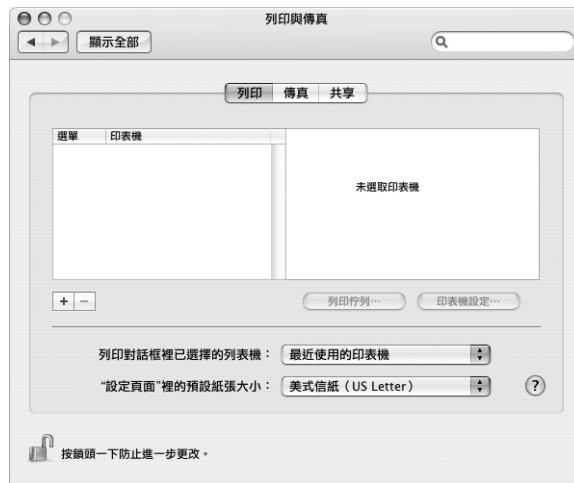 列印與傳真
顯示全部
列印 傳真 共享
選單 印表機
未選取印表機
+ −
列印佇列⋯ 印表機設定⋯
列印對話框裡已選擇的列表機： 最近使用的印表機
“設定頁面”裡的預設紙張大小： 美式信紙（US Letter） ?
按鎖頭一下防止進一步更改。